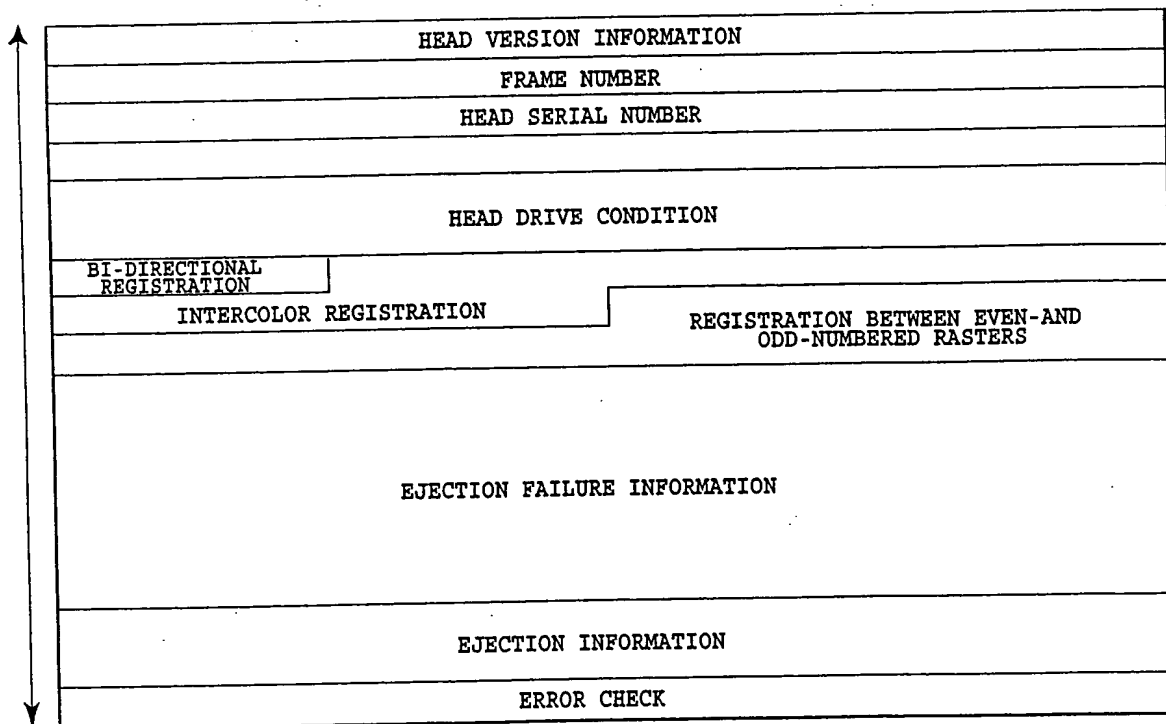 HEAD VERSION INFORMATION
FRAME NUMBER
HEAD SERIAL NUMBER
HEAD DRIVE CONDITION
BI-DIRECTIONAL
REGISTRATION
INTERCOLOR REGISTRATION
REGISTRATION BETWEEN EVEN-AND
ODD-NUMBERED RASTERS
EJECTION FAILURE INFORMATION
EJECTION INFORMATION
ERROR CHECK